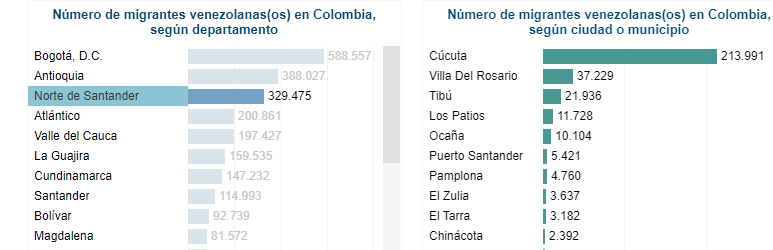 Número de migrantes venezolanas(os) en Colombia,
según departamento
Bogotá, D.C. 588.557
Antioquia 388.027
Norte de Santander 329.475
Atlántico 200.861
Valle del Cauca 197.427
La Guajira 159.535
Cundinamarca 147.232
Santander 114.993
Bolívar 92.739
Magdalena 81.572
Número de migrantes venezolanas(os) en Colombia,
según ciudad o municipio
Cúcuta 213.991
Villa Del Rosario 37.229
Tibú 21.936
Los Patios 11.728
Ocaña 10.104
Puerto Santander 5.421
Pamplona 4.760
El Zulia 3.637
El Tarra 3.182
Chinácota 2.392